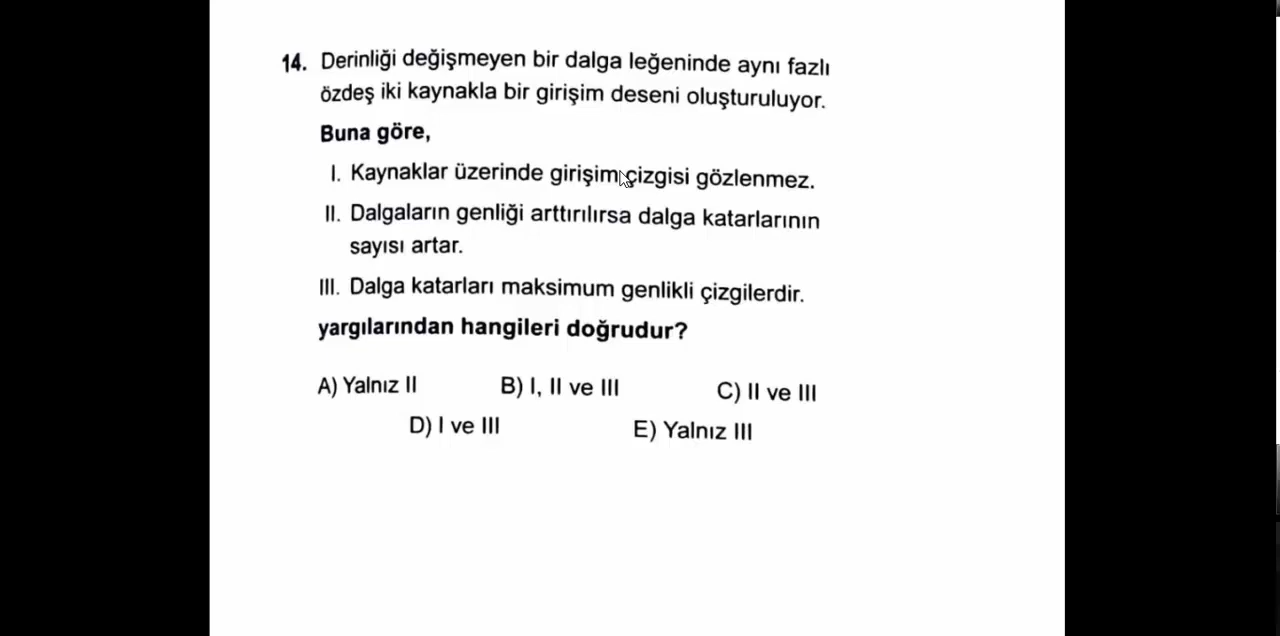 14. Derinliği değişmeyen bir dalga leğeninde aynı fazlı
özdeş iki kaynakla bir girişim deseni oluşturuluyor.
Buna göre,
I. Kaynaklar üzerinde girişim çizgisi gözlenmez.
II. Dalgaların genliği arttırılırsa dalga katarlarının
sayısı artar.
III. Dalga katarları maksimum genlikli çizgilerdir.
yargılarından hangileri doğrudur?
A) Yalnız II B) I, II ve III C) II ve III
D) I ve III E) Yalnız III